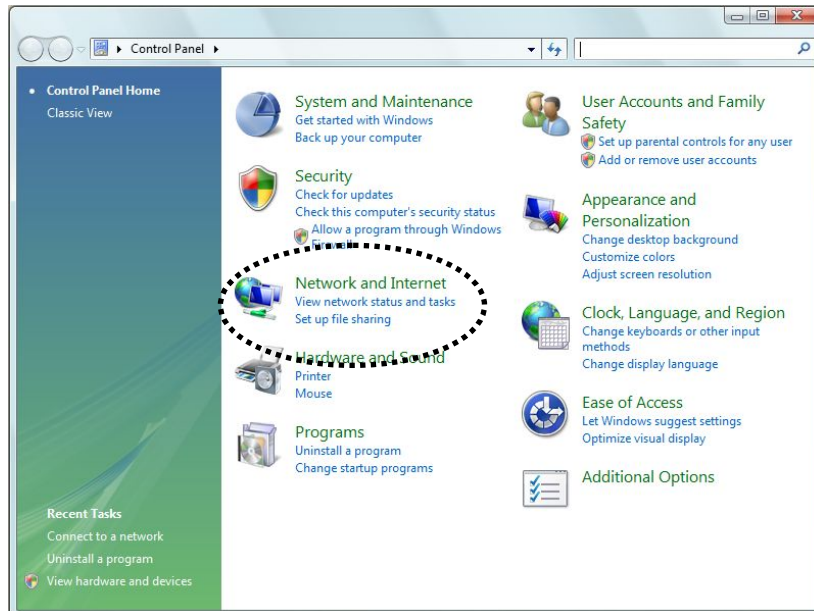 Control Panel
Control Panel Home
Classic View
System and Maintenance
Get started with Windows
Back up your computer
Security
Check for updates
Check this computer's security status
Allow a program through Windows
Firewall
Network and Internet
View network status and tasks
Set up file sharing
Hardware and Sound
Printer
Mouse
Programs
Uninstall a program
Change startup programs
User Accounts and Family
Safety
Set up parental controls for any user
Add or remove user accounts
Appearance and
Personalization
Change desktop background
Customize colors
Adjust screen resolution
Clock, Language, and Region
Change keyboards or other input
methods
Change display language
Ease of Access
Let Windows suggest settings
Optimize visual display
Additional Options
Recent Tasks
Connect to a network
Uninstall a program
View hardware and devices